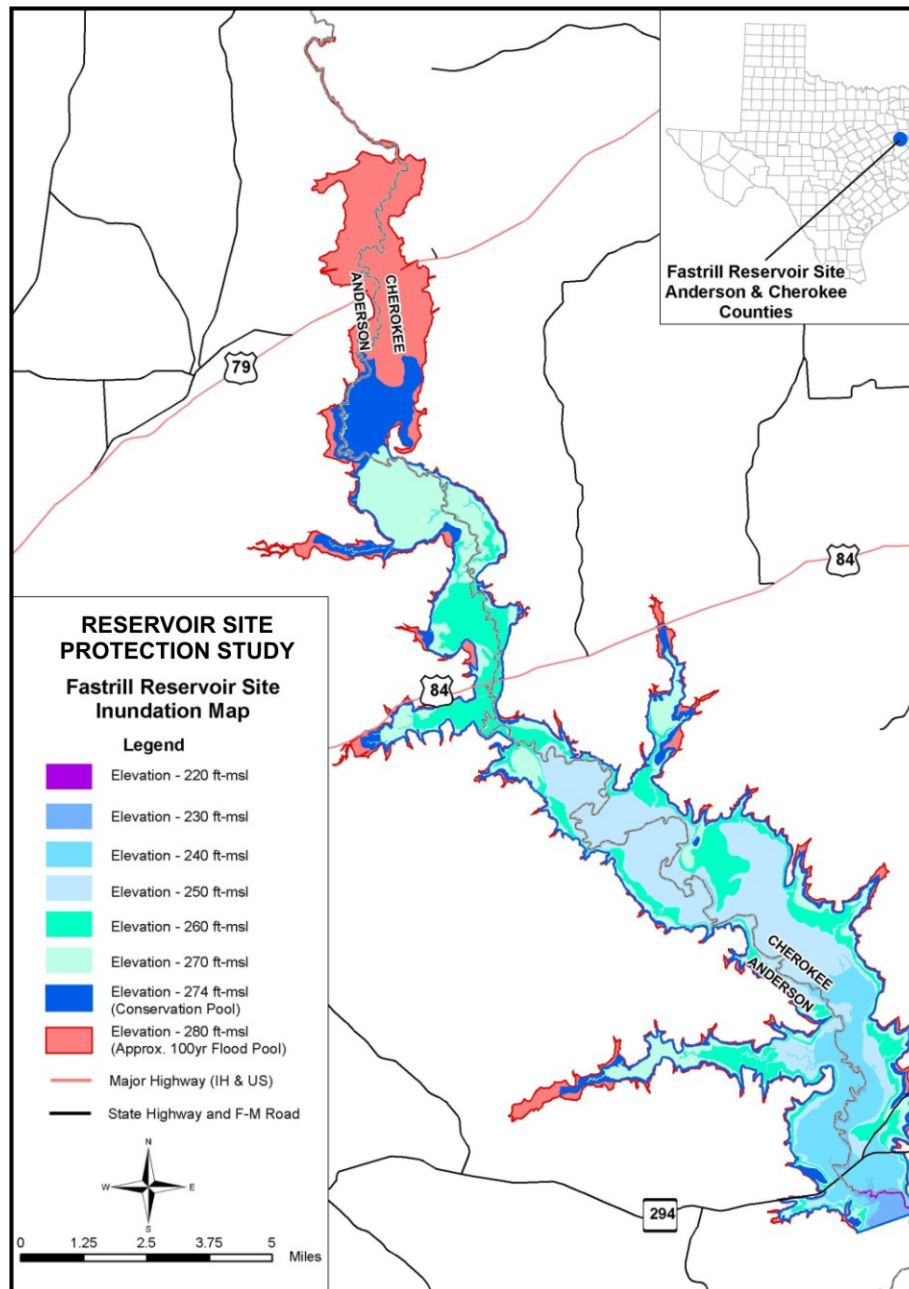 Fastrill Reservoir Site
Anderson & Cherokee
Counties
ANDERSON
CHEROKEE
79
84
84
CHEROKEE
ANDERSON
294
RESERVOIR SITE
PROTECTION STUDY
Fastrill Reservoir Site
Inundation Map
Legend
Elevation - 220 ft-msl
Elevation - 230 ft-msl
Elevation - 240 ft-msl
Elevation - 250 ft-msl
Elevation - 260 ft-msl
Elevation - 270 ft-msl
Elevation - 274 ft-msl
(Conservation Pool)
Elevation - 280 ft-msl
(Approx. 100yr Flood Pool)
Major Highway (IH & US)
State Highway and F-M Road
N
W E
S
0 1.25 2.5 3.75 5
Miles